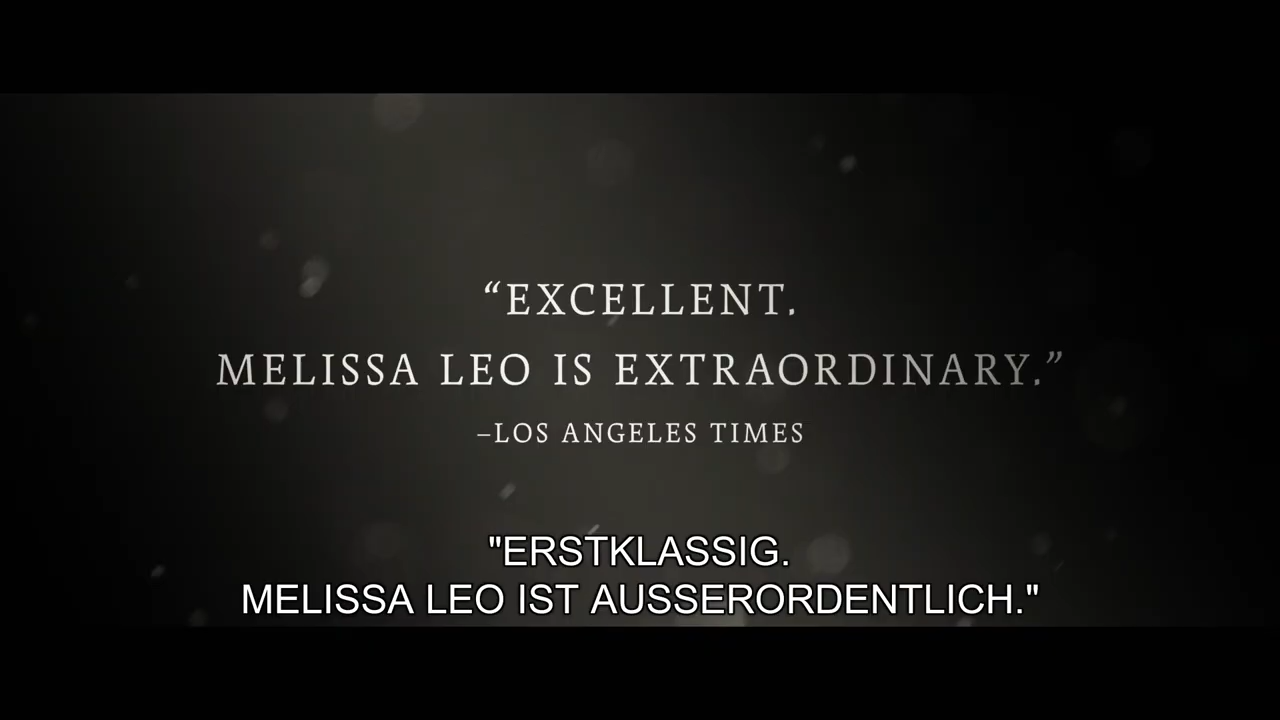 “EXCELLENT.
MELISSA LEO IS EXTRAORDINARY.”
–LOS ANGELES TIMES
"ERSTKLASSIG.
MELISSA LEO IST AUSSERORDENTLICH."